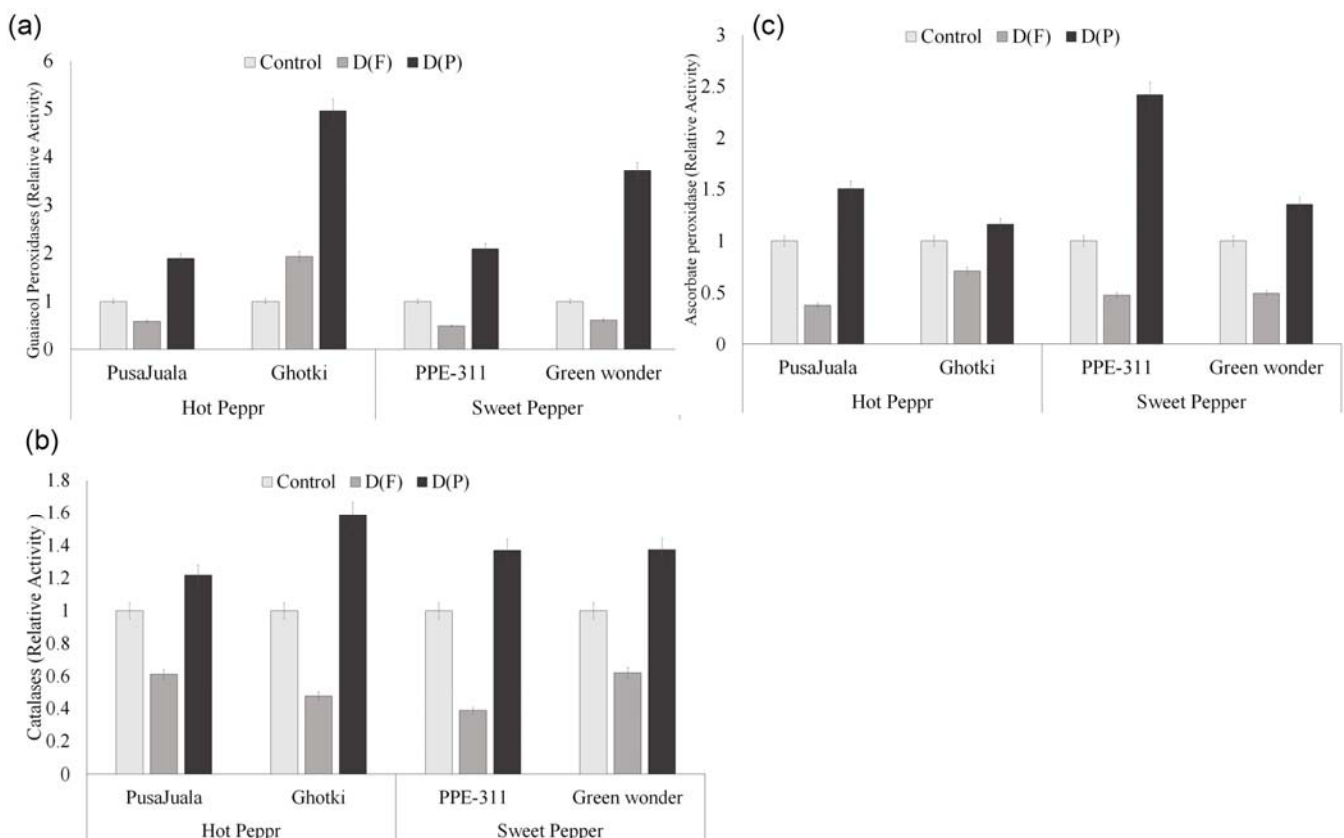 (a)
Control D(F) D(P)
Guaiacol Peroxidases (Relative Activity)
6
5
4
3
2
1
0
PusaJuala Ghotki PPE-311 Green wonder
Hot Peppr Sweet Pepper
(c)
Control D(F) D(P)
Ascorbate peroxidase (Relative Activity)
3
2.5
2
1.5
1
0.5
0
PusaJuala Ghotki PPE-311 Green wonder
Hot Peppr Sweet Pepper
(b)
Control D(F) D(P)
Catalases (Relative Activity )
1.8
1.6
1.4
1.2
1
0.8
0.6
0.4
0.2
0
PusaJuala Ghotki PPE-311 Green wonder
Hot Peppr Sweet Pepper